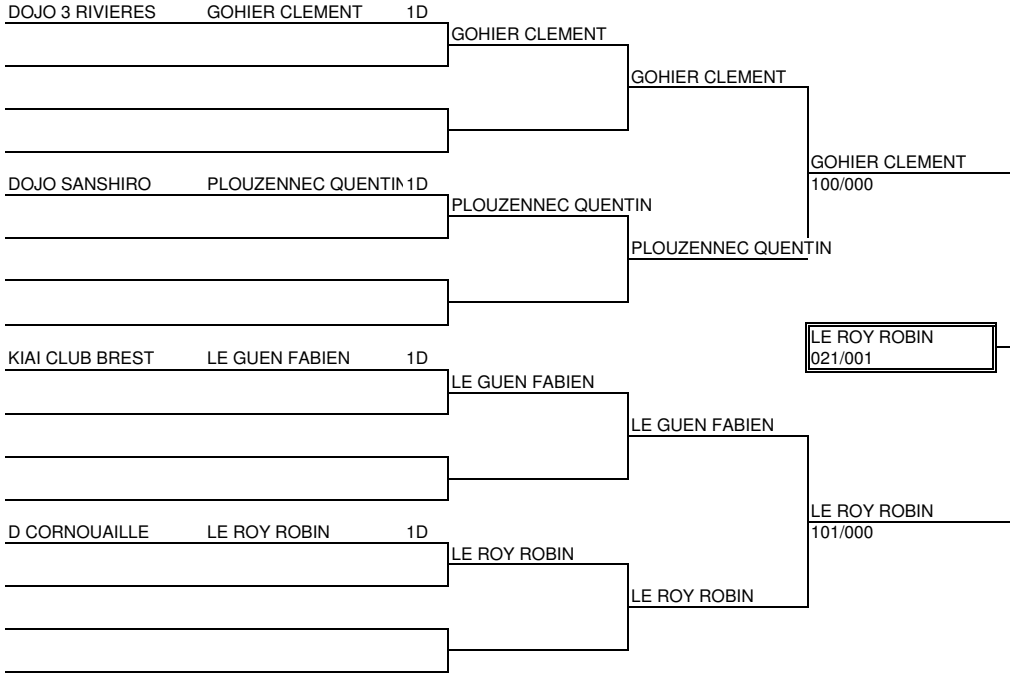 DOJO 3 RIVIERES GOHIER CLEMENT 1D
GOHIER CLEMENT
GOHIER CLEMENT
GOHIER CLEMENT
100/000
DOJO SANSHIRO PLOUZENNEC QUENTIN 1D
PLOUZENNEC QUENTIN
PLOUZENNEC QUENTIN
LE ROY ROBIN
021/001
KIAI CLUB BREST LE GUEN FABIEN 1D
LE GUEN FABIEN
LE GUEN FABIEN
LE ROY ROBIN
101/000
D CORNOUAILLE LE ROY ROBIN 1D
LE ROY ROBIN
LE ROY ROBIN